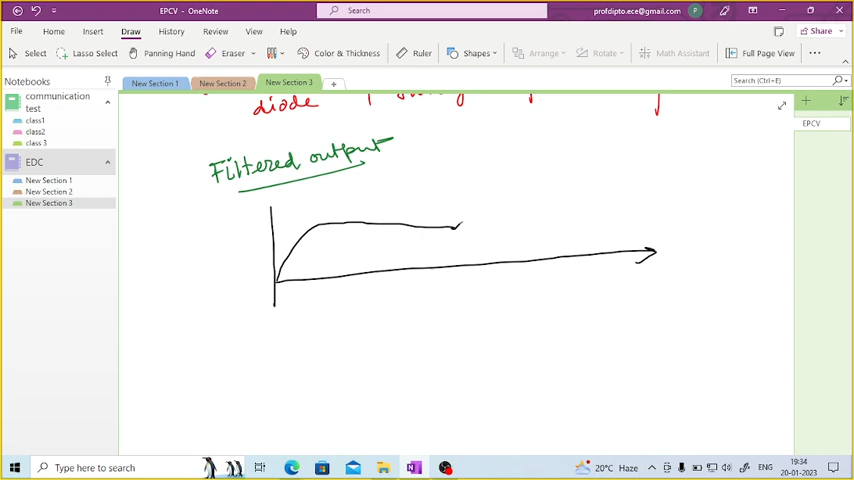 EPCV - OneNote
Search
profdipto.ece@gmail.com
P
File Home Insert Draw History Review View Help
Share
Select Lasso Select Panning Hand Eraser Color & Thickness Ruler Shapes Arrange Rotate Math Assistant Full Page View
Notebooks
New Section 1 New Section 2 New Section 3
Search (Ctrl+E)
communication
test
class1
class2
class 3
EDC
New Section 1
New Section 2
New Section 3
EPCV
diode
Filtered output
Type here to search
20°C Haze
ENG
19:34
20-01-2023